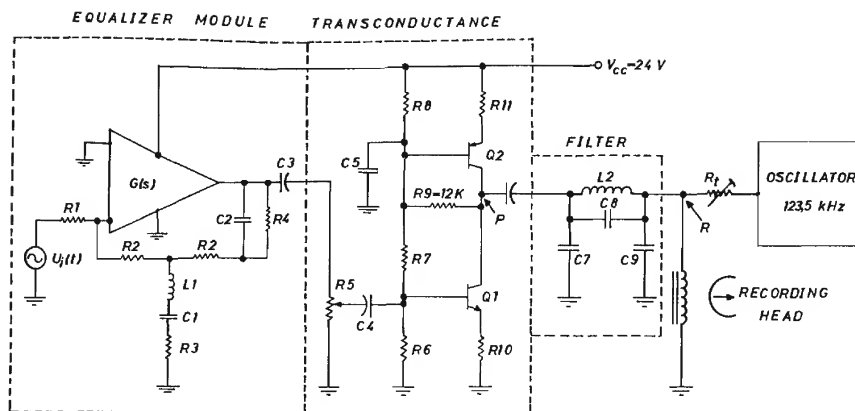 EQUALIZER MODULE
TRANSCONDUCTANCE
Vcc=24 V
R8
R11
FILTER
Q2
C5
C3
G(s)
L2
Rt
OSCILLATOR
123,5 kHz
R9=12K
P
C8
R
R1
C2
R4
R2
R2
C7
C9
Ui(t)
R7
L1
R5
Q1
RECORDING
HEAD
C4
C1
R6
R10
R3